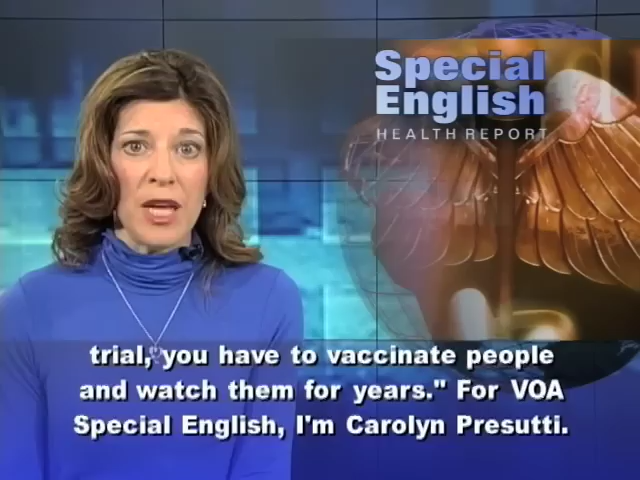 Special
English
HEALTH REPORT
trial, you have to vaccinate people
and watch them for years." For VOA
Special English, I'm Carolyn Presutti.